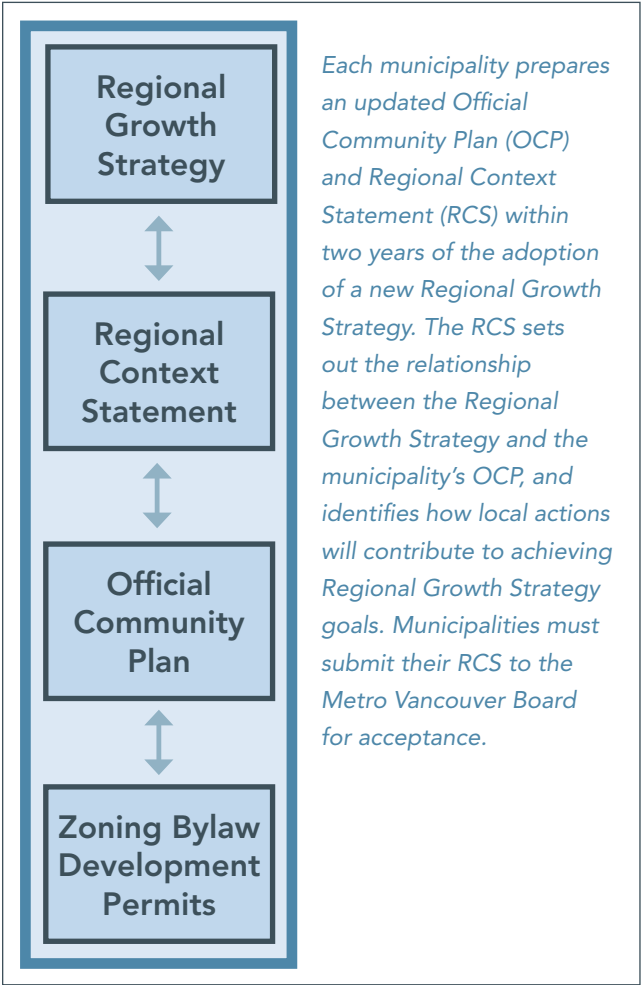 Regional
Growth
Strategy
Regional
Context
Statement
Official
Community
Plan
Zoning Bylaw
Development
Permits
Each municipality prepares
an updated Official
Community Plan (OCP)
and Regional Context
Statement (RCS) within
two years of the adoption
of a new Regional Growth
Strategy. The RCS sets
out the relationship
between the Regional
Growth Strategy and the
municipality's OCP, and
identifies how local actions
will contribute to achieving
Regional Growth Strategy
goals. Municipalities must
submit their RCS to the
Metro Vancouver Board
for acceptance.